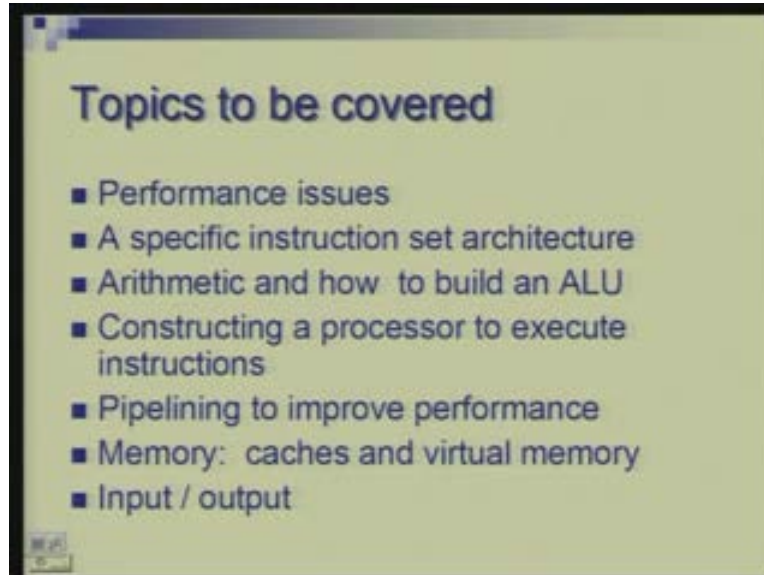 Topics to be covered
■ Performance issues
■ A specific instruction set architecture
■ Arithmetic and how to build an ALU
■ Constructing a processor to execute
instructions
■ Pipelining to improve performance
■ Memory: caches and virtual memory
■ Input / output